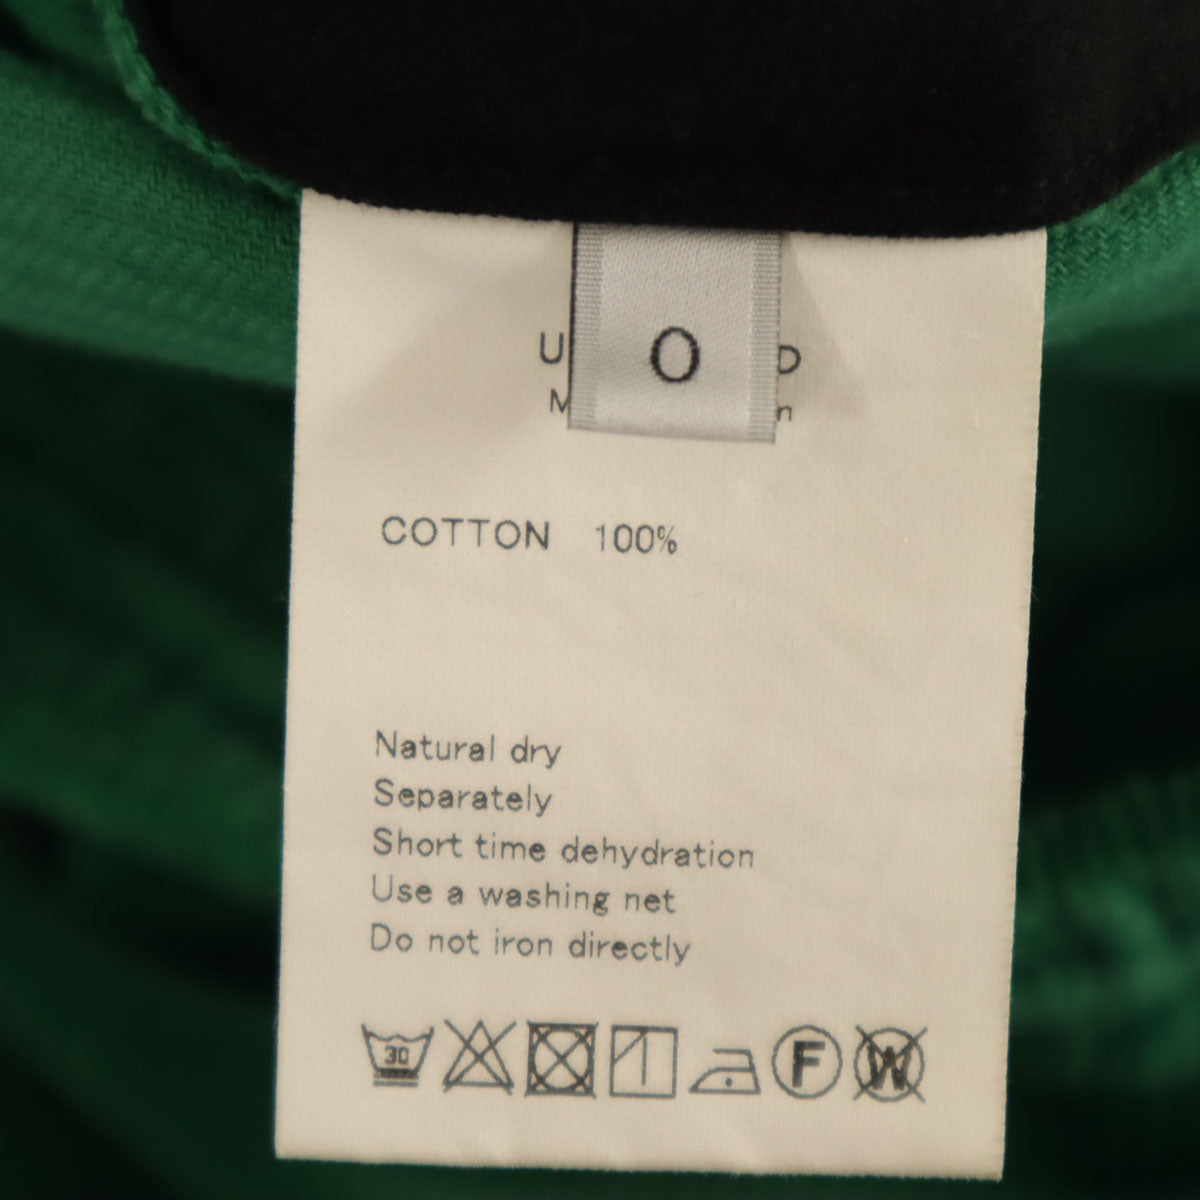 O
COTTON 100%
Natural dry
Separately
Short time dehydration
Use a washing net
Do not iron directly
30 F W